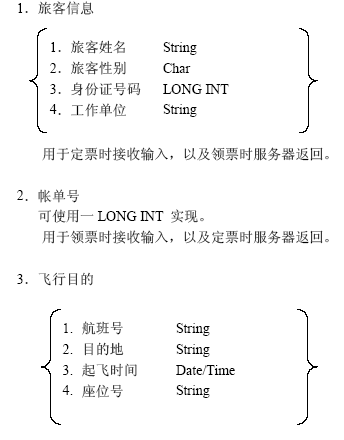 1．旅客信息
1．旅客姓名 String
2．旅客性别 Char
3．身份证号码 LONG INT
4．工作单位 String
用于定票时接收输入，以及领票时服务器返回。
2．帐单号
可使用一 LONG INT 实现。
用于领票时接收输入，以及定票时服务器返回。
3．飞行目的
1. 航班号 String
2. 目的地 String
3. 起飞时间 Date/Time
4. 座位号 String